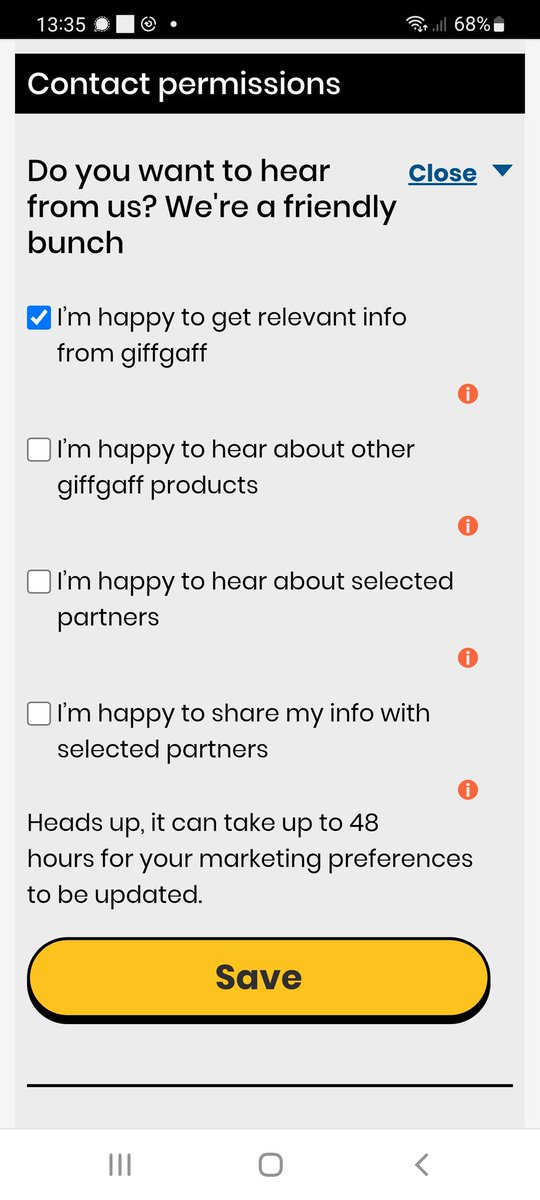 13:35
68%
Contact permissions
Do you want to hear
from us? We're a friendly
bunch
Close
I'm happy to get relevant info
from giffgaff
I'm happy to hear about other
giffgaff products
I'm happy to hear about selected
partners
I'm happy to share my info with
selected partners
Heads up, it can take up to 48
hours for your marketing preferences
to be updated.
Save